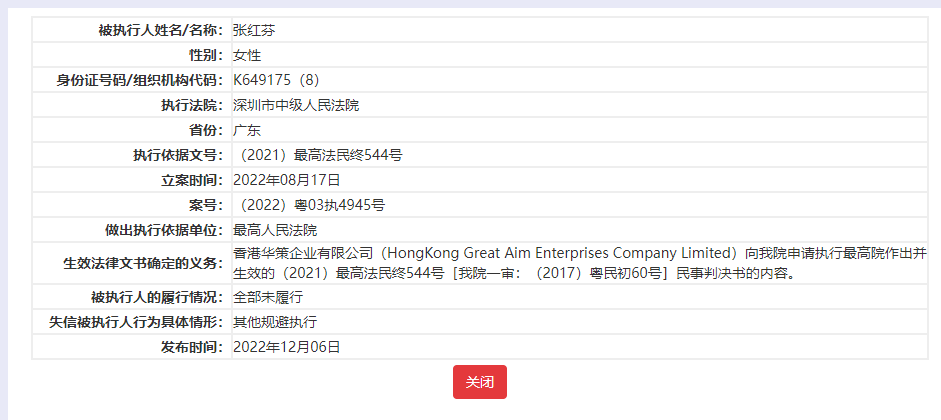 被执行人姓名/名称：张红芬
性别：女性
身份证号码/组织机构代码：K649175（8）
执行法院：深圳市中级人民法院
省份：广东
执行依据文号：（2021）最高法民终544号
立案时间：2022年08月17日
案号：（2022）粤03执4945号
做出执行依据单位：最高人民法院
生效法律文书确定的义务：香港华策企业有限公司（HongKong Great Aim Enterprises Company Limited）向我院申请执行最高院作出并
生效的（2021）最高法民终544号［我院一审：（2017）粤民初60号］民事判决书的内容。
被执行人的履行情况：全部未履行
失信被执行人行为具体情形：其他规避执行
发布时间：2022年12月06日
关闭